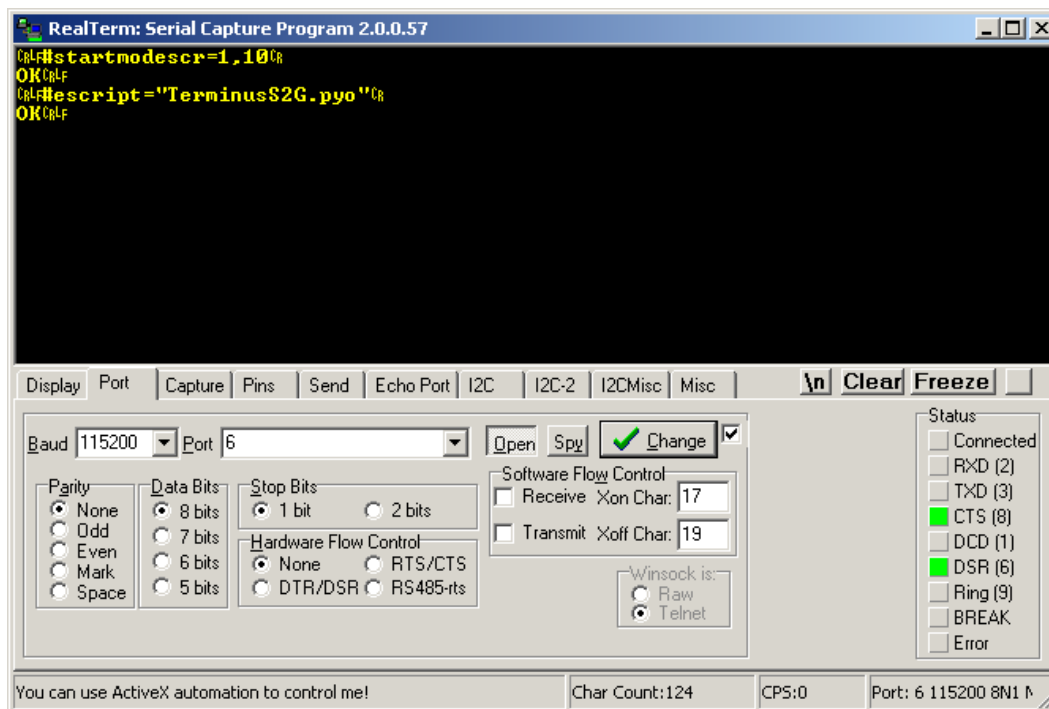 RealTerm: Serial Capture Program 2.0.0.57
CRLF#startmodescr=1,10CR
OKCRLF
CRLF#escript="TerminusS2G.pyo"CR
OKCRLF
Display Port Capture Pins Send Echo Port I2C I2C-2 I2CMisc Misc \n Clear Freeze
Baud 115200 Port 6 Open Spy Change
Status
Connected
RXD (2)
TXD (3)
CTS (8)
DCD (1)
DSR (6)
Ring (9)
BREAK
Error
Parity
None
Odd
Even
Mark
Space
Data Bits
8 bits
7 bits
6 bits
5 bits
Stop Bits
1 bit 2 bits
Hardware Flow Control
None RTS/CTS
DTR/DSR RS485-rts
Software Flow Control
Receive Xon Char: 17
Transmit Xoff Char: 19
Winsock is:
Raw
Telnet
You can use ActiveX automation to control me! Char Count:124 CPS:0 Port: 6 115200 8N1